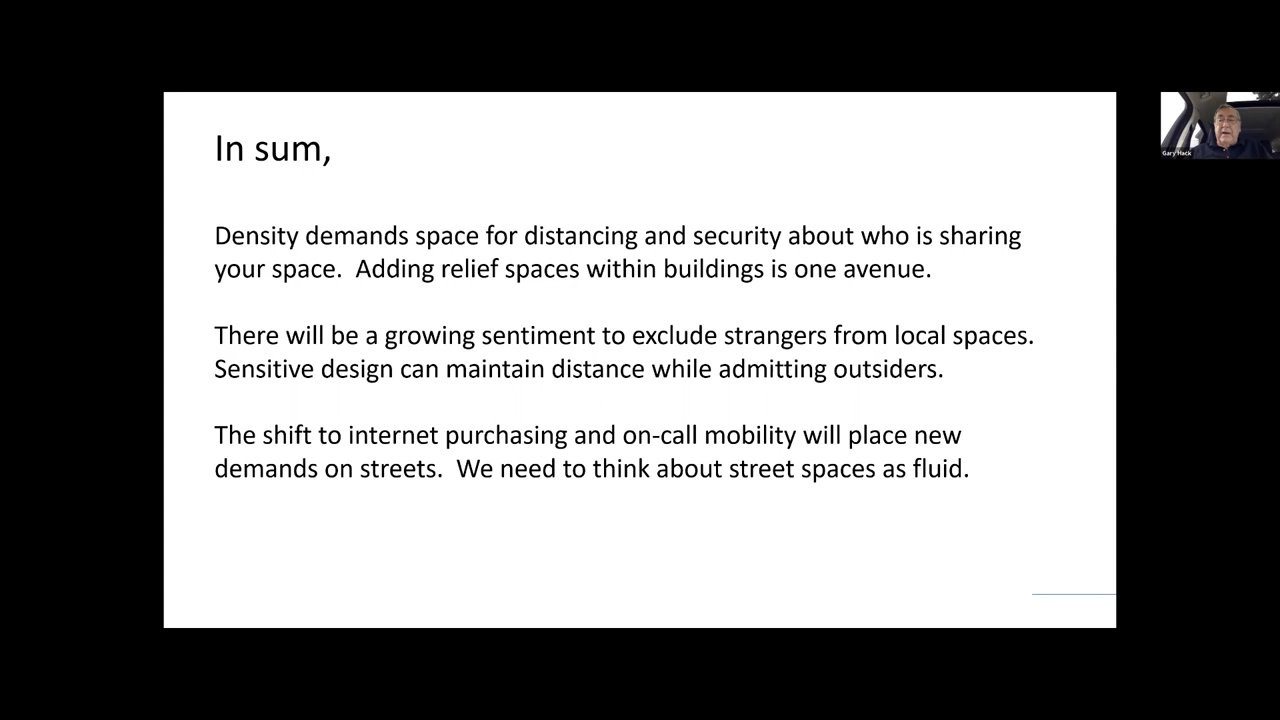 In sum,
Density demands space for distancing and security about who is sharing
your space.  Adding relief spaces within buildings is one avenue.
There will be a growing sentiment to exclude strangers from local spaces.
Sensitive design can maintain distance while admitting outsiders.
The shift to internet purchasing and on-call mobility will place new
demands on streets.  We need to think about street spaces as fluid.
Gary Hack